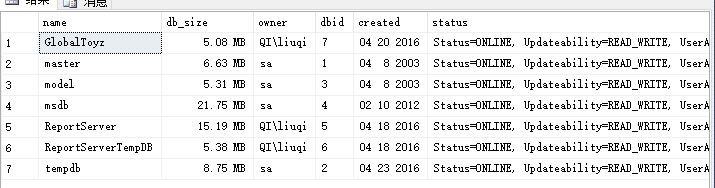 结果 消息
name db_size owner dbid created status
1 GlobalToyz 5.08 MB QI\liuqi 7 04 20 2016 Status=ONLINE, Updateability=READ_WRITE, UserA
2 master 6.63 MB sa 1 04 8 2003 Status=ONLINE, Updateability=READ_WRITE, UserA
3 model 5.31 MB sa 3 04 8 2003 Status=ONLINE, Updateability=READ_WRITE, UserA
4 msdb 21.75 MB sa 4 02 10 2012 Status=ONLINE, Updateability=READ_WRITE, UserA
5 ReportServer 15.19 MB QI\liuqi 5 04 18 2016 Status=ONLINE, Updateability=READ_WRITE, UserA
6 ReportServerTempDB 5.38 MB QI\liuqi 6 04 18 2016 Status=ONLINE, Updateability=READ_WRITE, UserA
7 tempdb 8.75 MB sa 2 04 23 2016 Status=ONLINE, Updateability=READ_WRITE, UserA